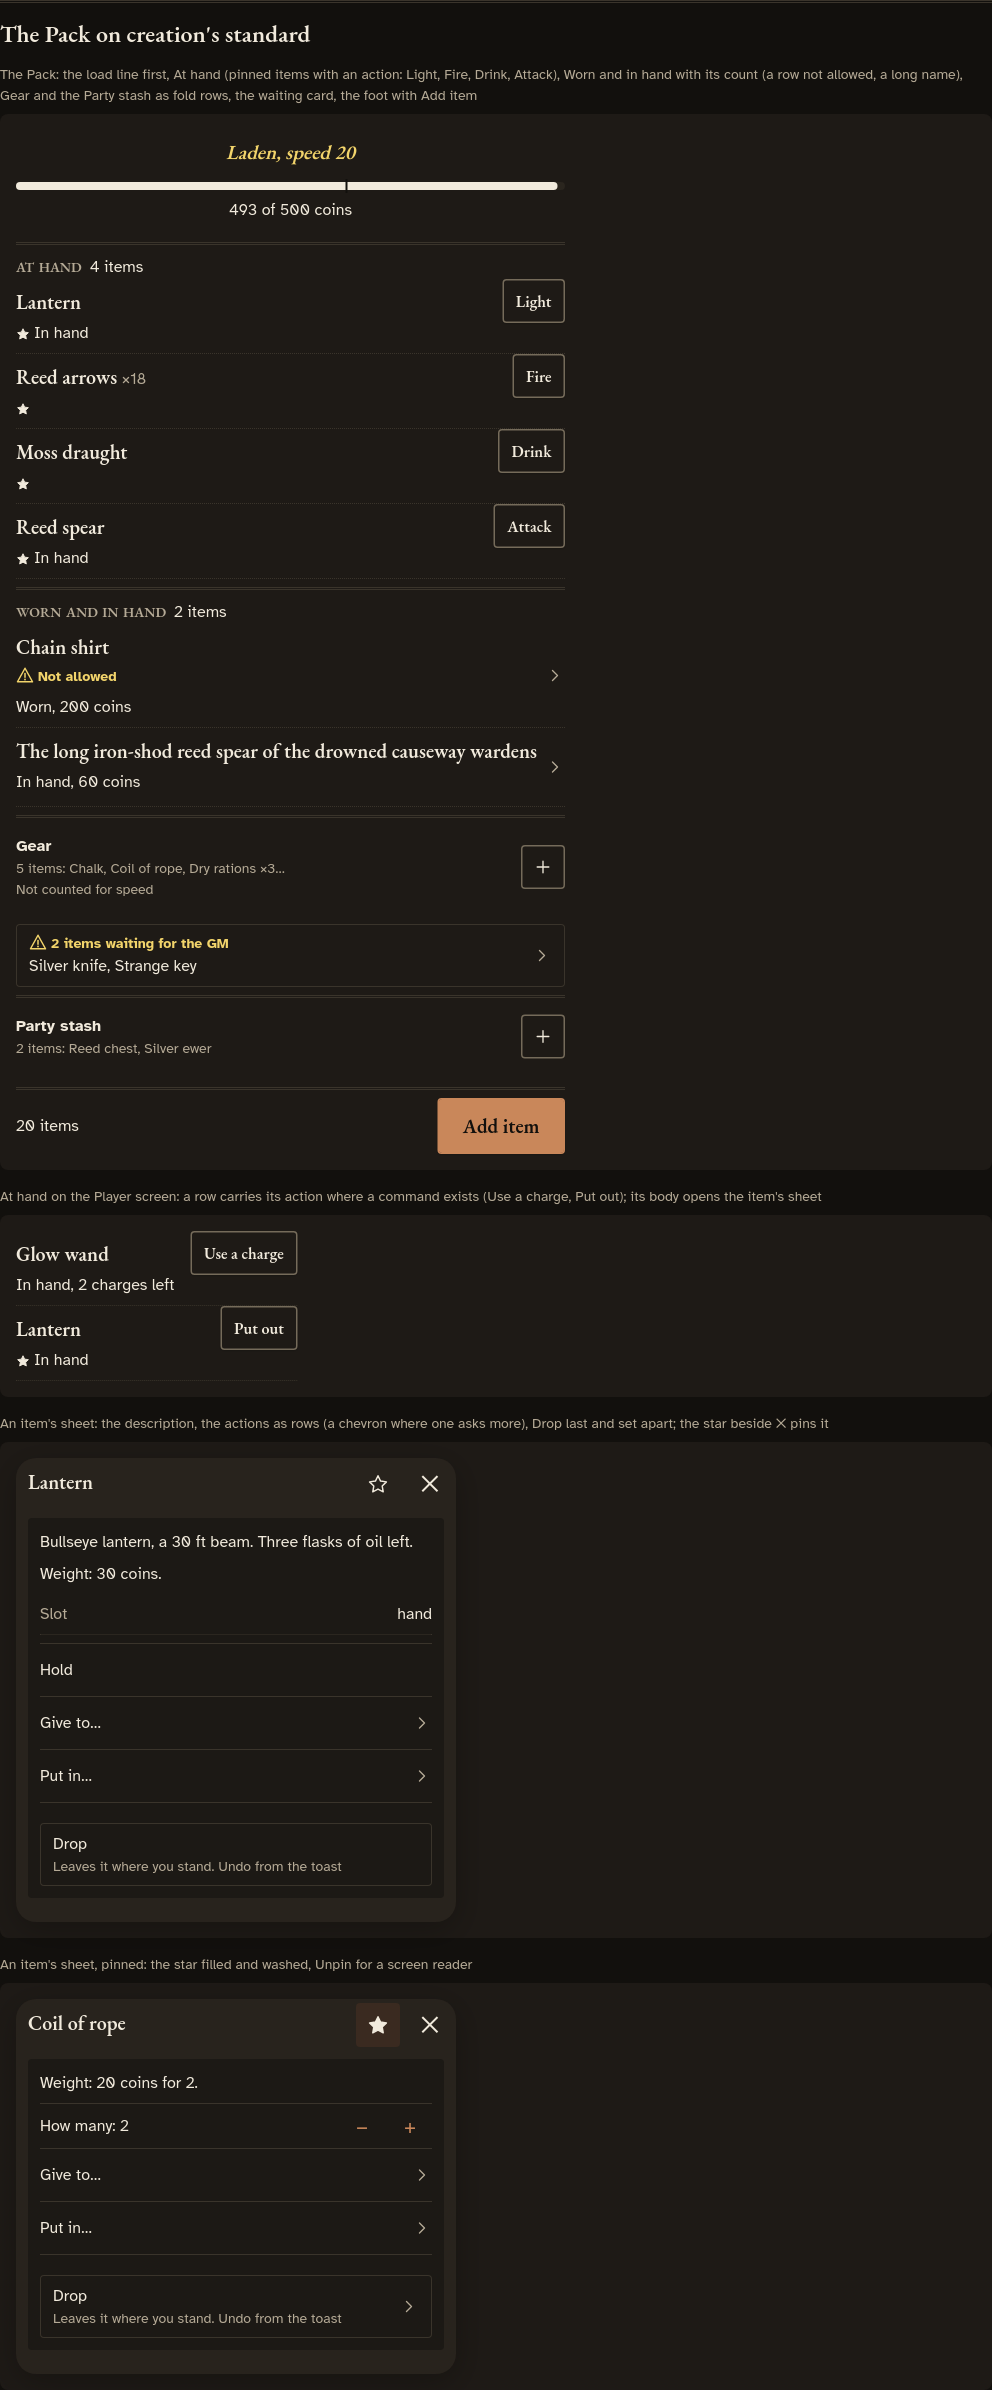 The Pack on creation's standard
The Pack: the load line first, At hand (pinned items with an action: Light, Fire, Drink, Attack), Worn and in hand with its count (a row not allowed, a long name),
Gear and the Party stash as fold rows, the waiting card, the foot with Add item
Laden, speed 20
493 of 500 coins
AT HAND 4 items
Lantern
Light
★ In hand
Reed arrows ×18
Fire
★
Moss draught
Drink
★
Reed spear
Attack
★ In hand
WORN AND IN HAND 2 items
Chain shirt
Not allowed
Worn, 200 coins
The long iron-shod reed spear of the drowned causeway wardens
In hand, 60 coins
Gear
5 items: Chalk, Coil of rope, Dry rations ×3...
Not counted for speed
+
2 items waiting for the GM
Silver knife, Strange key
Party stash
2 items: Reed chest, Silver ewer
+
20 items
Add item
At hand on the Player screen: a row carries its action where a command exists (Use a charge, Put out); its body opens the item's sheet
Glow wand
Use a charge
In hand, 2 charges left
Lantern
Put out
★ In hand
An item's sheet: the description, the actions as rows (a chevron where one asks more), Drop last and set apart; the star beside ✕ pins it
Lantern
☆ ✕
Bullseye lantern, a 30 ft beam. Three flasks of oil left.
Weight: 30 coins.
Slot hand
Hold
Give to...
Put in...
Drop
Leaves it where you stand. Undo from the toast
An item's sheet, pinned: the star filled and washed, Unpin for a screen reader
Coil of rope
★ ✕
Weight: 20 coins for 2.
How many: 2 − +
Give to...
Put in...
Drop
Leaves it where you stand. Undo from the toast